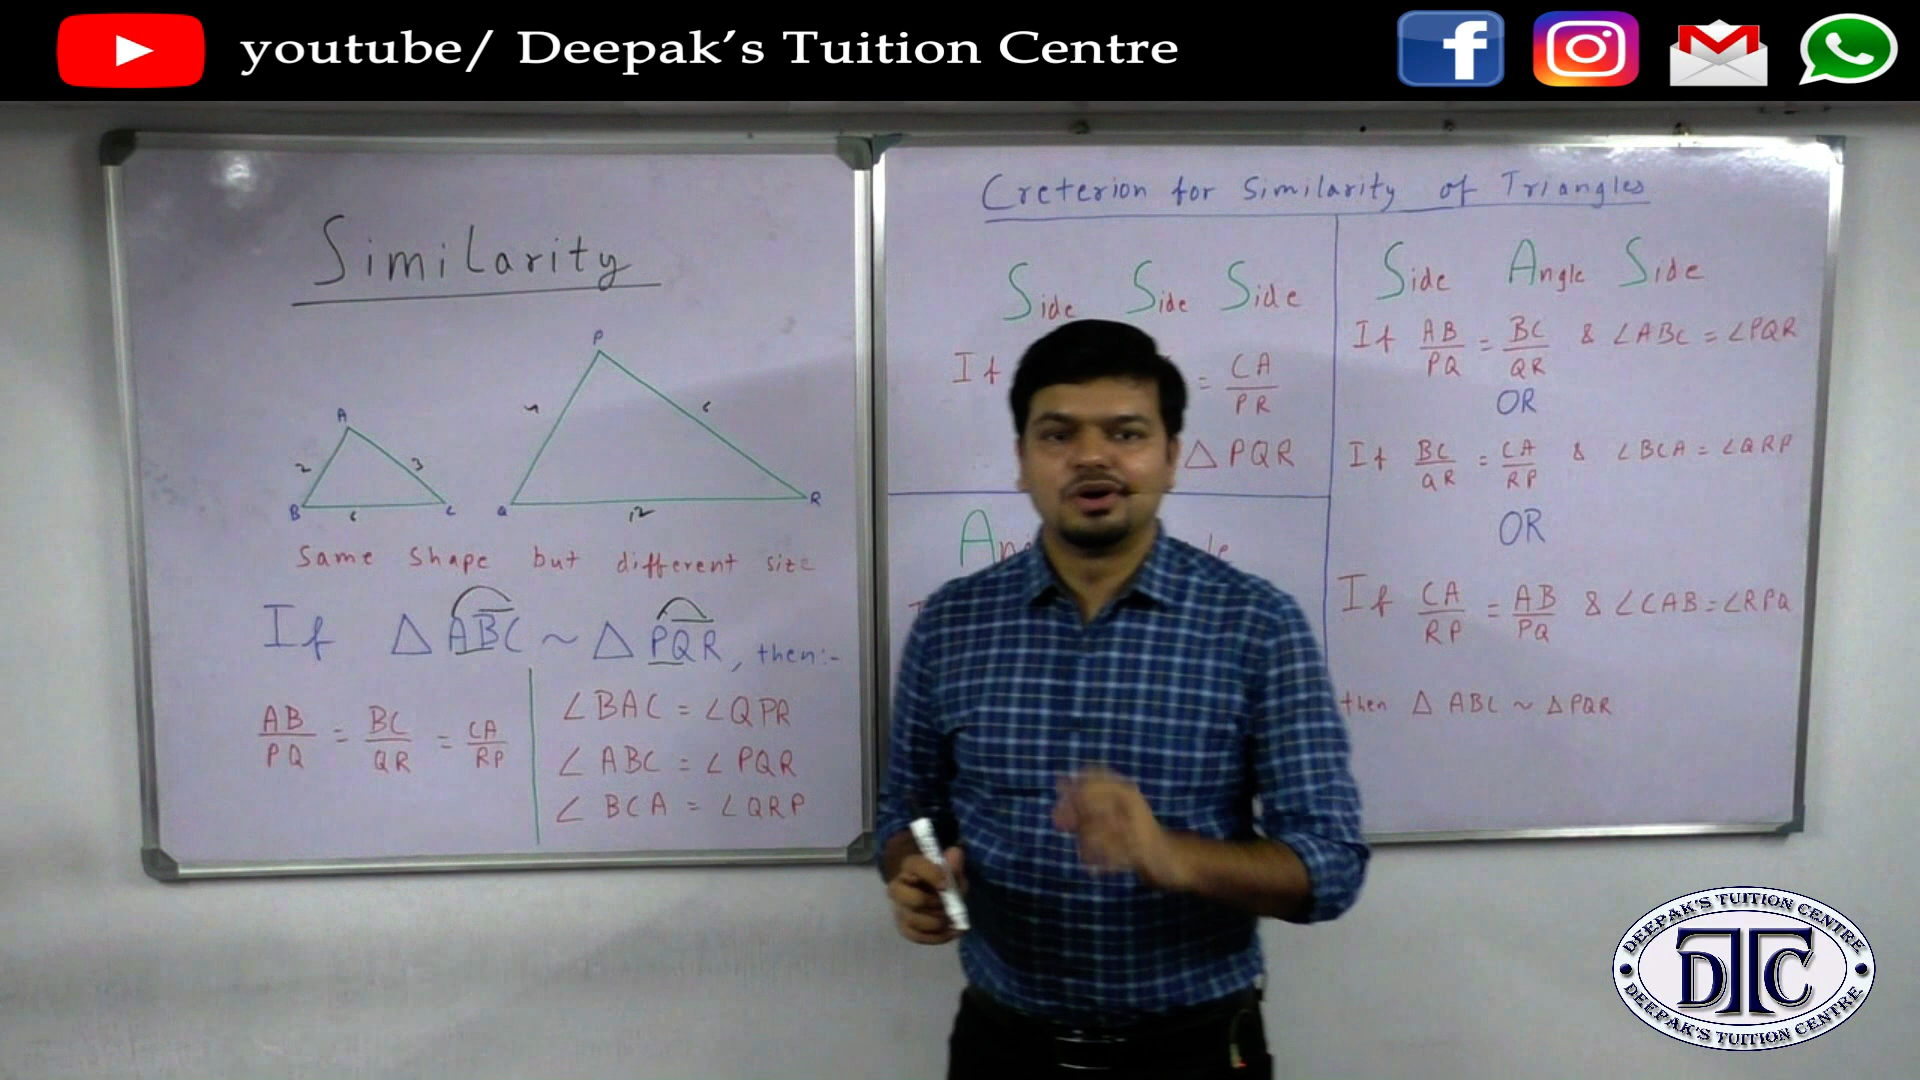 youtube/ Deepak’s Tuition Centre
Similarity
P
4
A
2
3
B
C
Q
12
R
Same Shape but different size
If △ ABC ~ △ PQR, then:-
AB/PQ = BC/QR = CA/RP
∠BAC = ∠QPR
∠ABC = ∠PQR
∠BCA = ∠QRP
Creterion for Similarity of Triangles
Side Side Side
If = CA/PR
△ PQR
Side Angle Side
If AB/PQ = BC/QR & ∠ABC = ∠PQR
OR
If BC/QR = CA/RP & ∠BCA = ∠QRP
OR
If CA/RP = AB/PQ & ∠CAB = ∠RPQ
then △ ABC ~ △ PQR
DEEPAK'S TUITION CENTRE
DTC
DEEPAK'S TUITION CENTRE